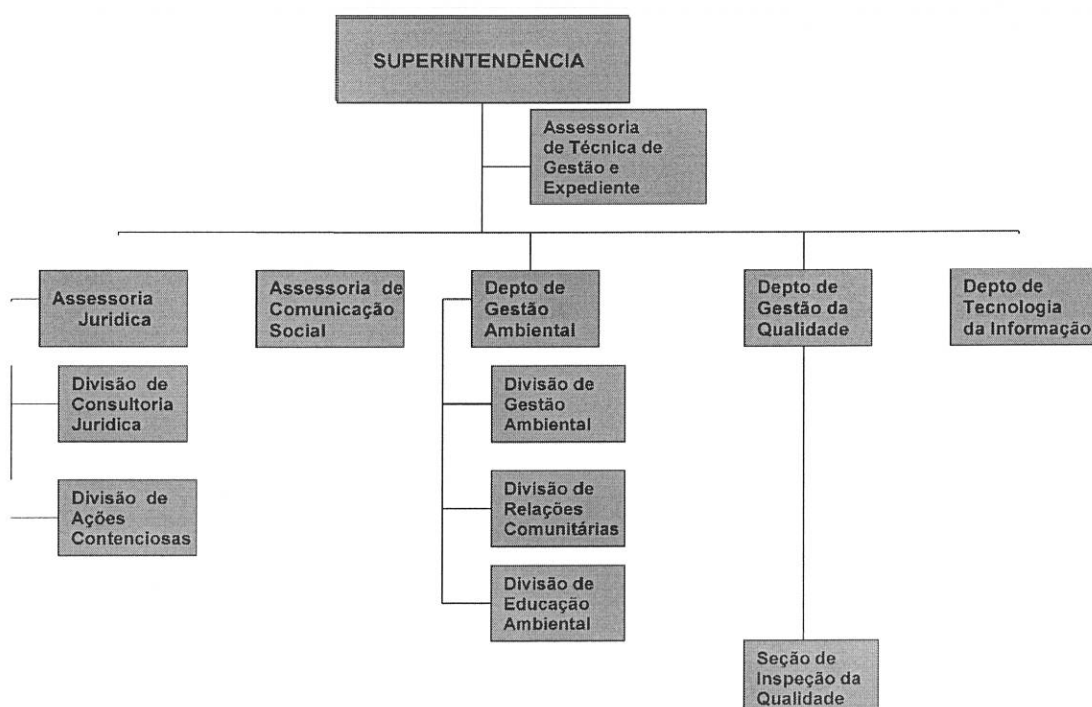 SUPERINTENDÊNCIA
Assessoria
de Técnica de
Gestão e
Expediente
Assessoria
Juridica
Assessoria de
Comunicação
Social
Depto de
Gestão
Ambiental
Depto de
Gestão da
Qualidade
Depto de
Tecnologia
da Informação
Divisão de
Consultoria
Juridica
Divisão de
Ações
Contenciosas
Divisão de
Gestão
Ambiental
Divisão de
Relações
Comunitárias
Divisão de
Educação
Ambiental
Seção de
Inspeção da
Qualidade